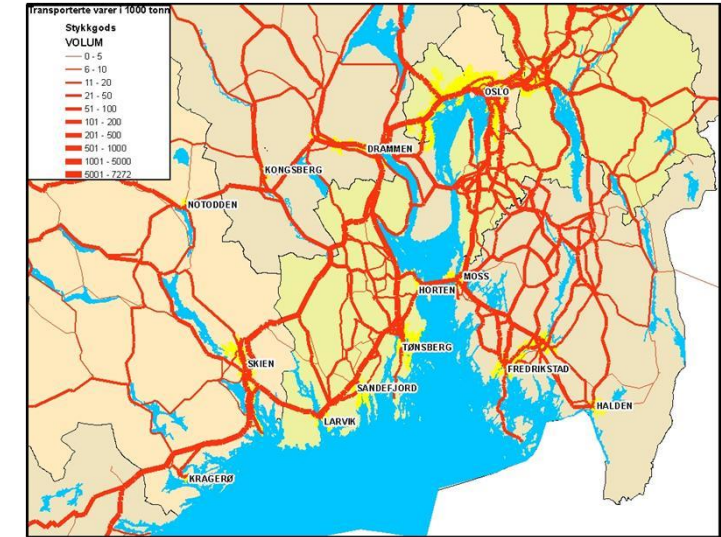 Transporterte varer i 1000 tonn
Stykkgods
VOLUM
0 - 5
6 - 10
11 - 20
21 - 50
51 - 100
101 - 200
201 - 500
501 - 1000
1001 - 5000
5001 - 7272
OSLO
DRAMMEN
KONGSBERG
NOTODDEN
MOSS
HORTEN
TØNSBERG
SKIEN
FREDRIKSTAD
SANDEFJORD
HALDEN
LARVIK
KRAGERØ